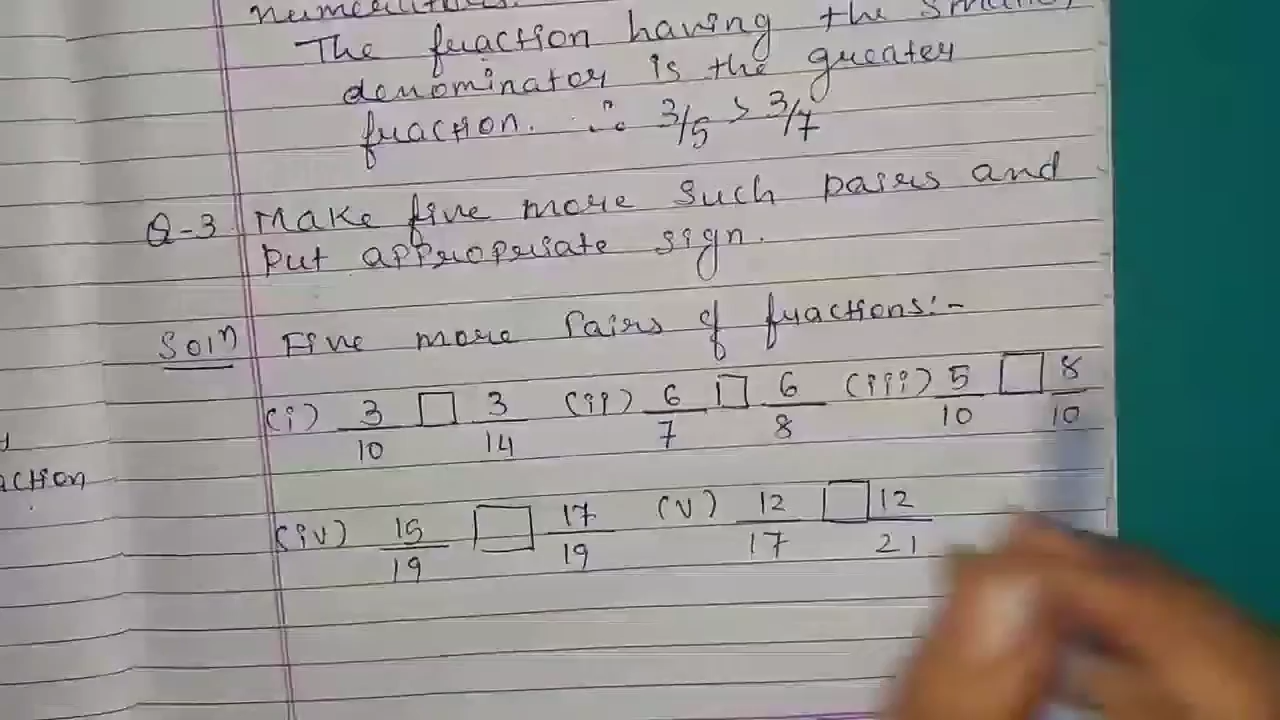 The fraction having the
denominator is the greater
fraction. ∴ 3/5 > 3/7
Q-3 Make five more such pairs and
put appropriate sign.
Soln Five more Pairs of fractions:-
(i) 3/10 □ 3/14 (ii) 6/7 □ 6/8 (iii) 5/10 □ 8/10
(iv) 15/19 □ 17/19 (v) 12/17 □ 12/21